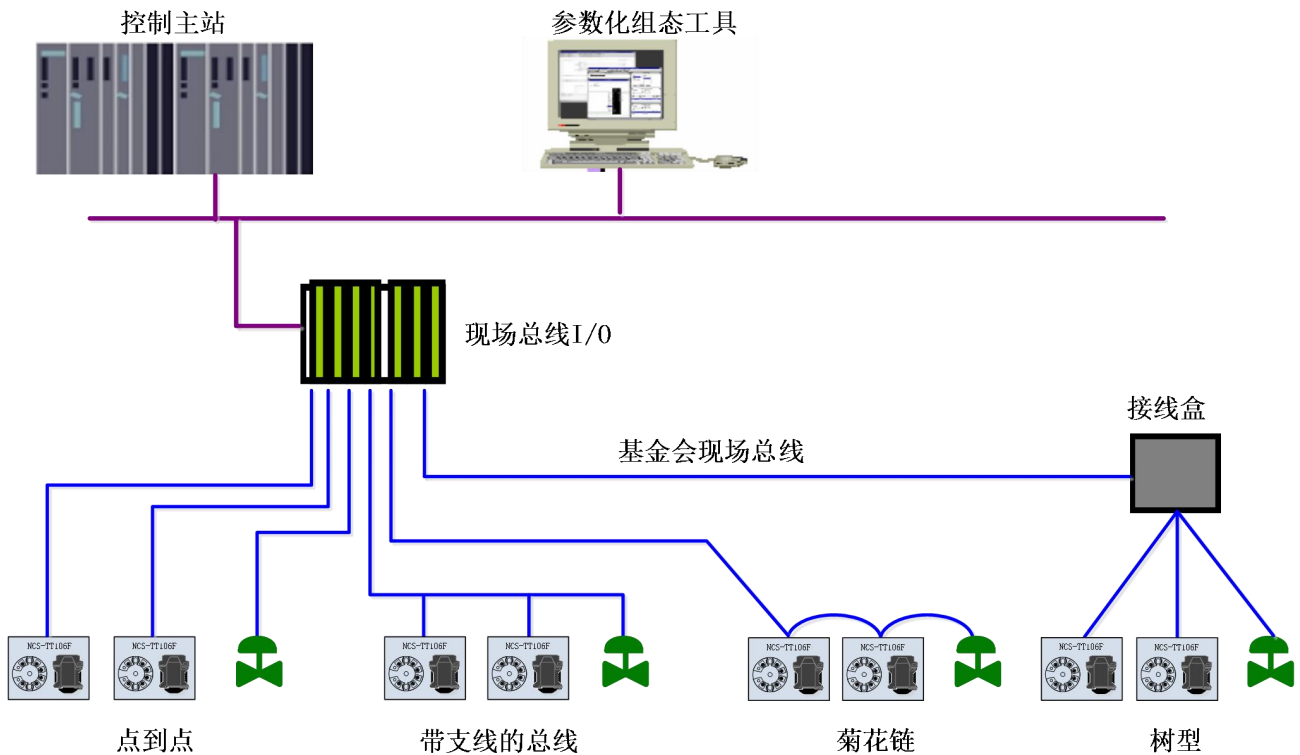 控制主站
参数化组态工具
现场总线I/O
接线盒
基金会现场总线
NCS-TT106F
NCS-TT106F
NCS-TT106F
NCS-TT106F
NCS-TT106F
NCS-TT106F
NCS-TT106F
NCS-TT106F
点到点
带支线的总线
菊花链
树型